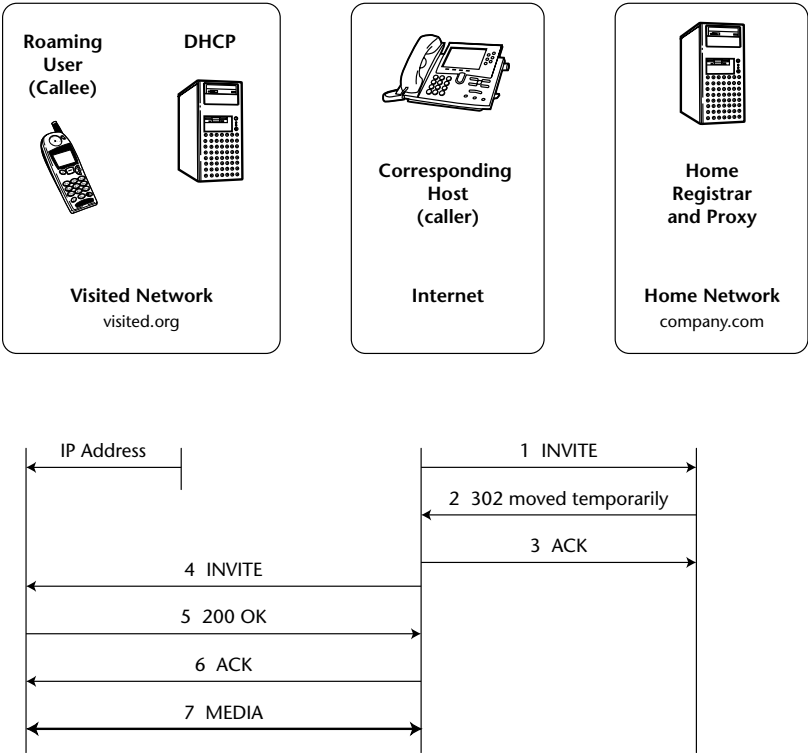 Roaming
User
(Callee)
DHCP
Visited Network
visited.org
Corresponding
Host
(caller)
Internet
Home
Registrar
and Proxy
Home Network
company.com
IP Address
1 INVITE
2 302 moved temporarily
3 ACK
4 INVITE
5 200 OK
6 ACK
7 MEDIA